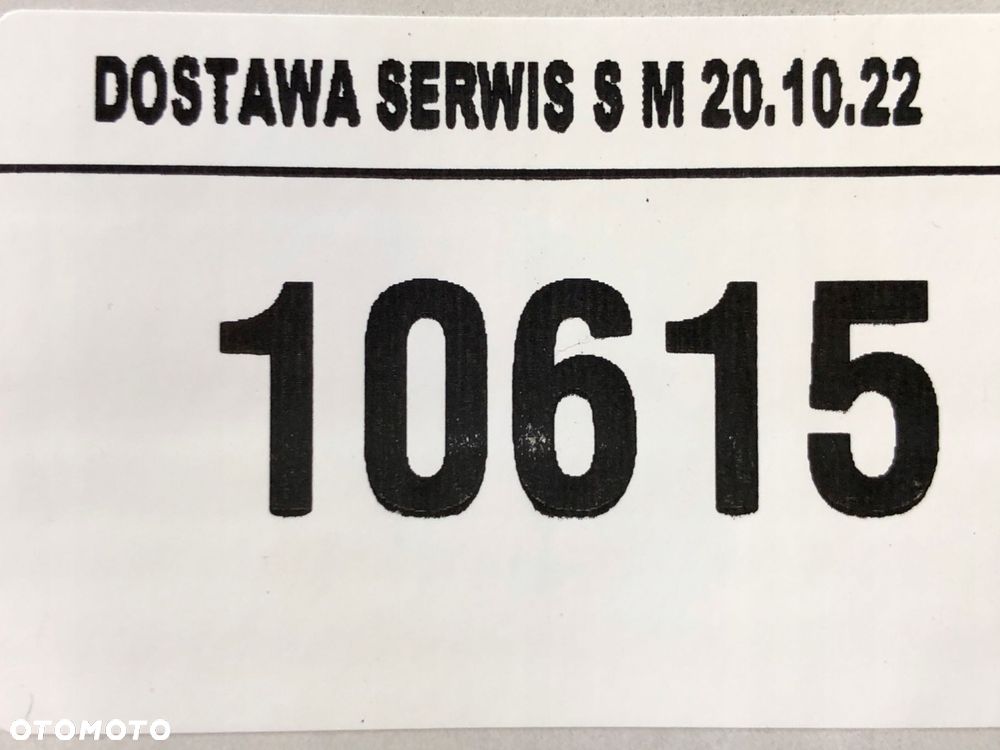 DOSTAWA SERWIS S M 20.10.22
10615
OTOMOTO